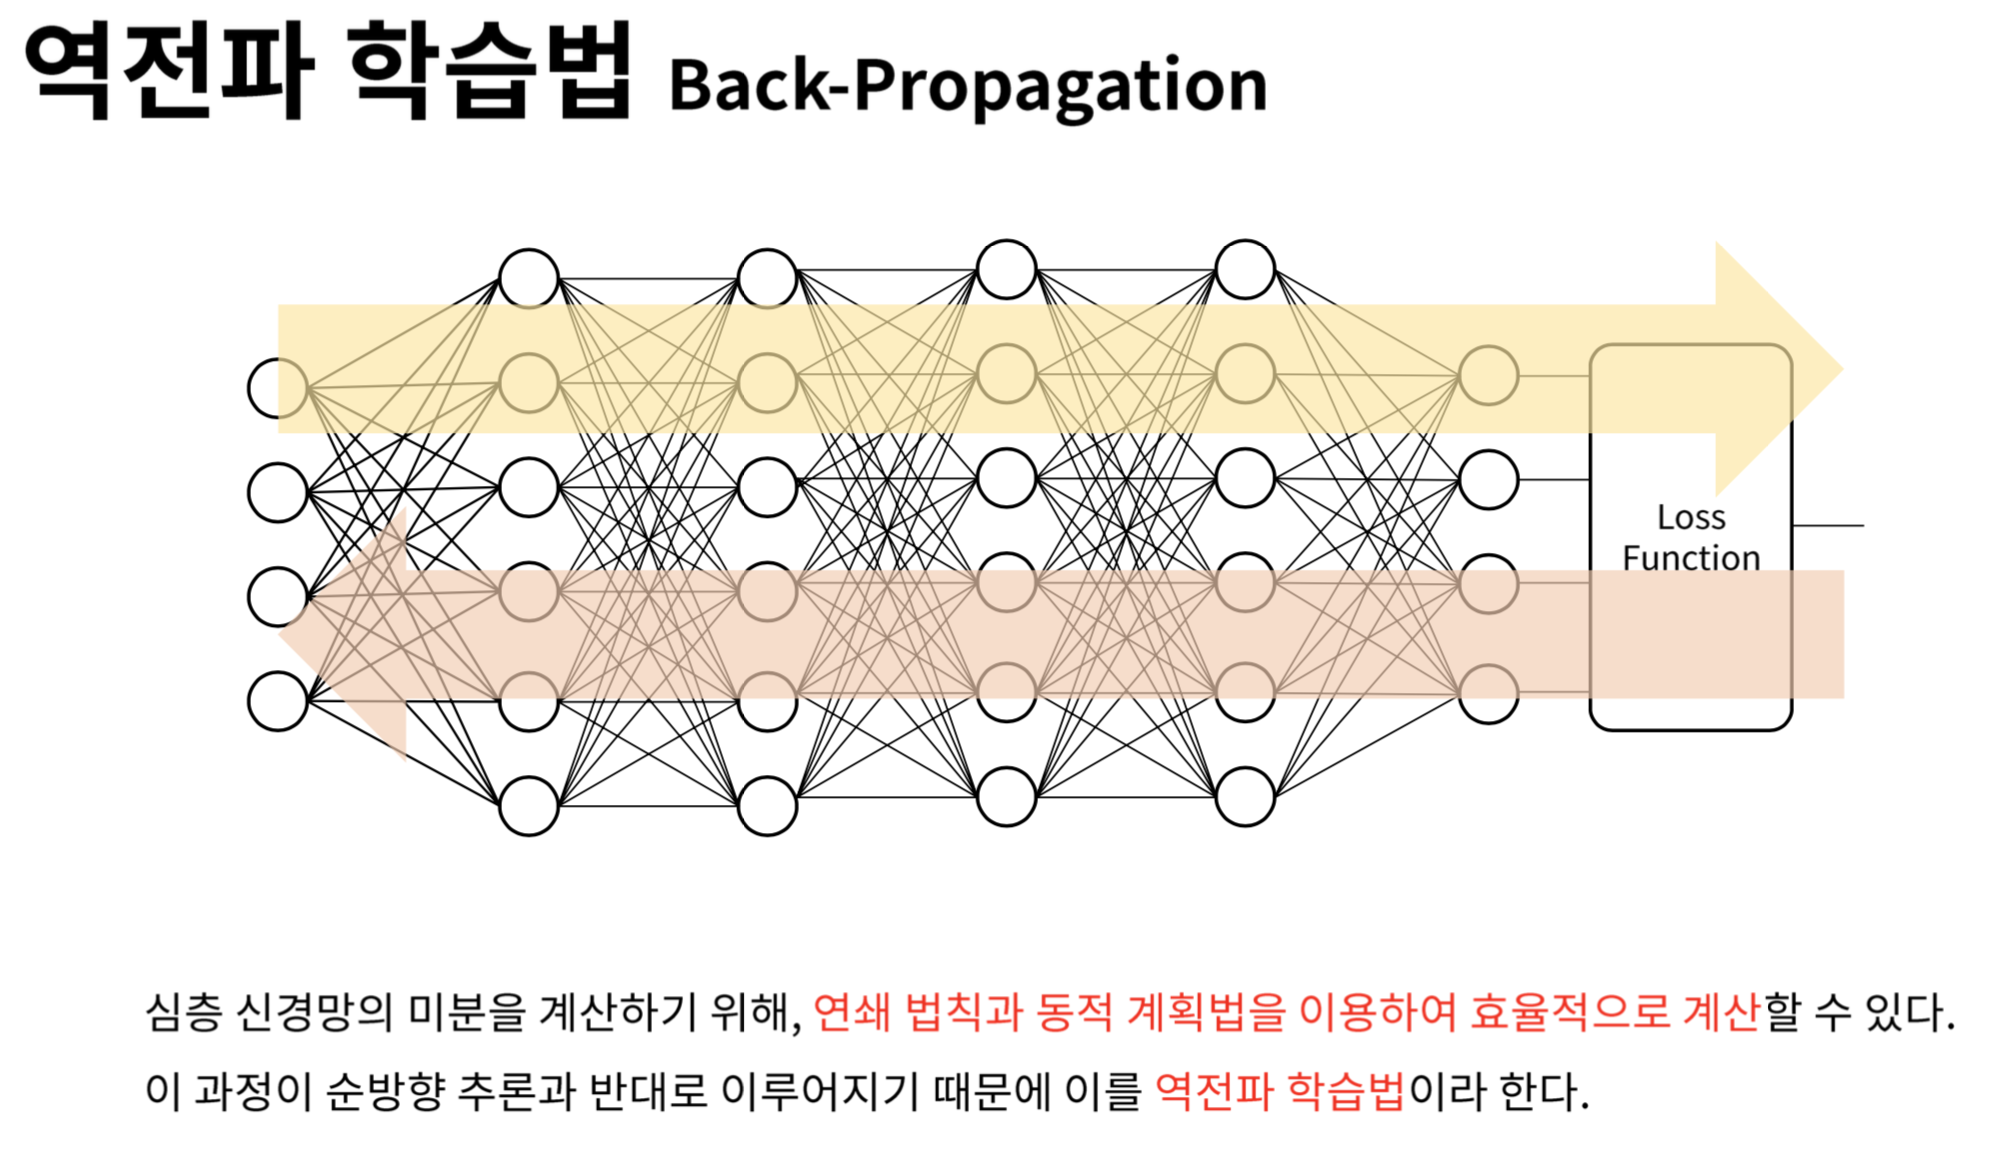 역전파 학습법 Back-Propagation
Loss
Function
심층 신경망의 미분을 계산하기 위해, 연쇄 법칙과 동적 계획법을 이용하여 효율적으로 계산할 수 있다.
이 과정이 순방향 추론과 반대로 이루어지기 때문에 이를 역전파 학습법이라 한다.